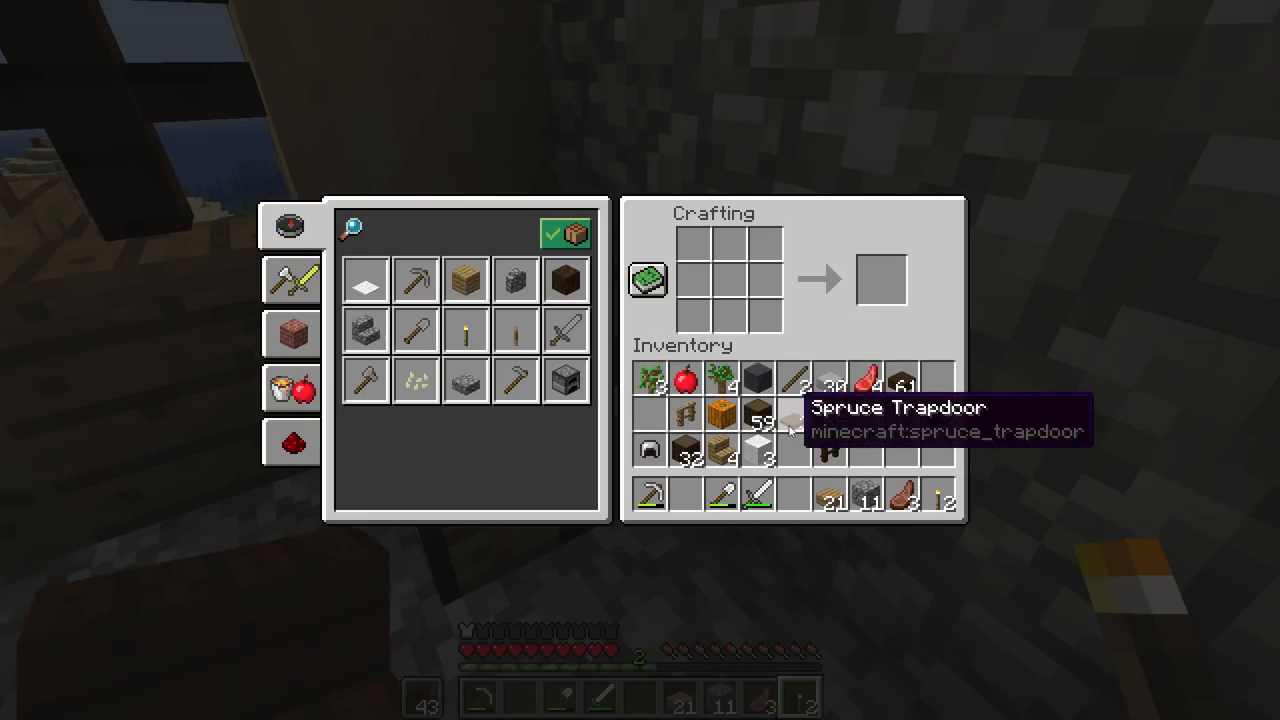 Crafting
Inventory
3 4 2 30 4 61
59
Spruce Trapdoor
minecraft:spruce_trapdoor
32 4 3
21 11 3 2
2
43 21 11 3 2